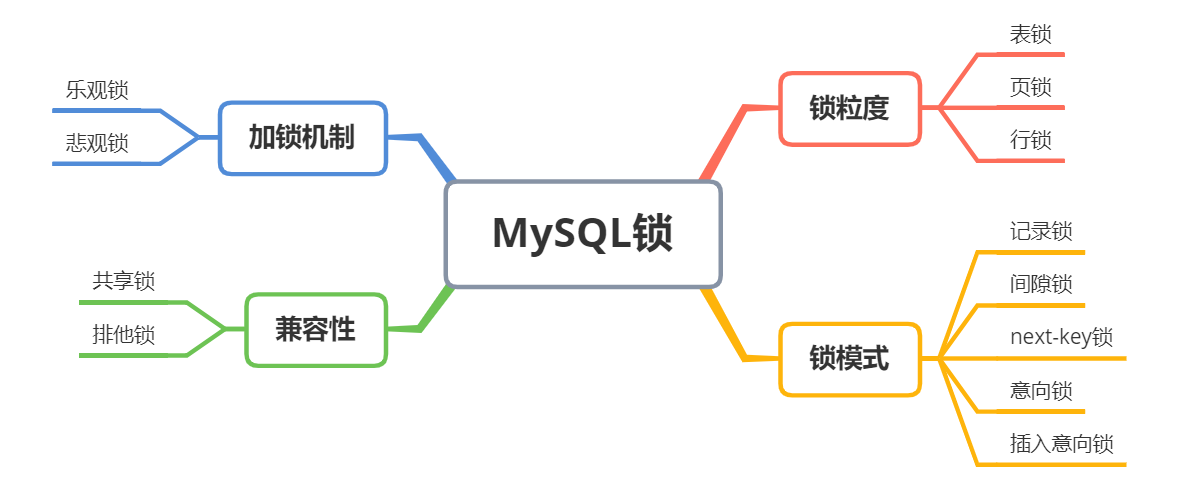 MySQL锁
加锁机制
乐观锁
悲观锁
兼容性
共享锁
排他锁
锁粒度
表锁
页锁
行锁
锁模式
记录锁
间隙锁
next-key锁
意向锁
插入意向锁